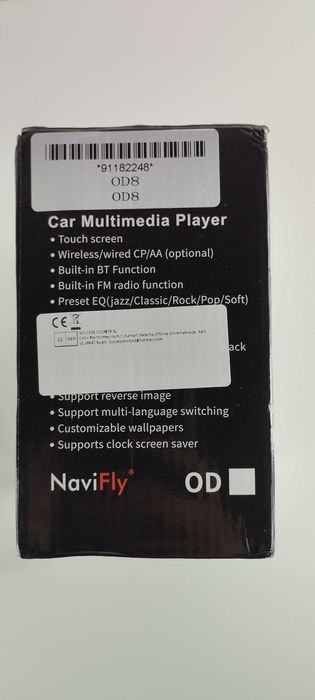 *91182248*
OD8
OD8
Car Multimedia Player
• Touch screen
• Wireless/wired CP/AA (optional)
• Built-in BT Function
• Built-in FM radio function
• Preset EQ(jazz/Classic/Rock/Pop/Soft)
CE
EC REP
ack
• Support reverse image
• Support multi-language switching
• Customizable wallpapers
• Supports clock screen saver
NaviFly®
OD